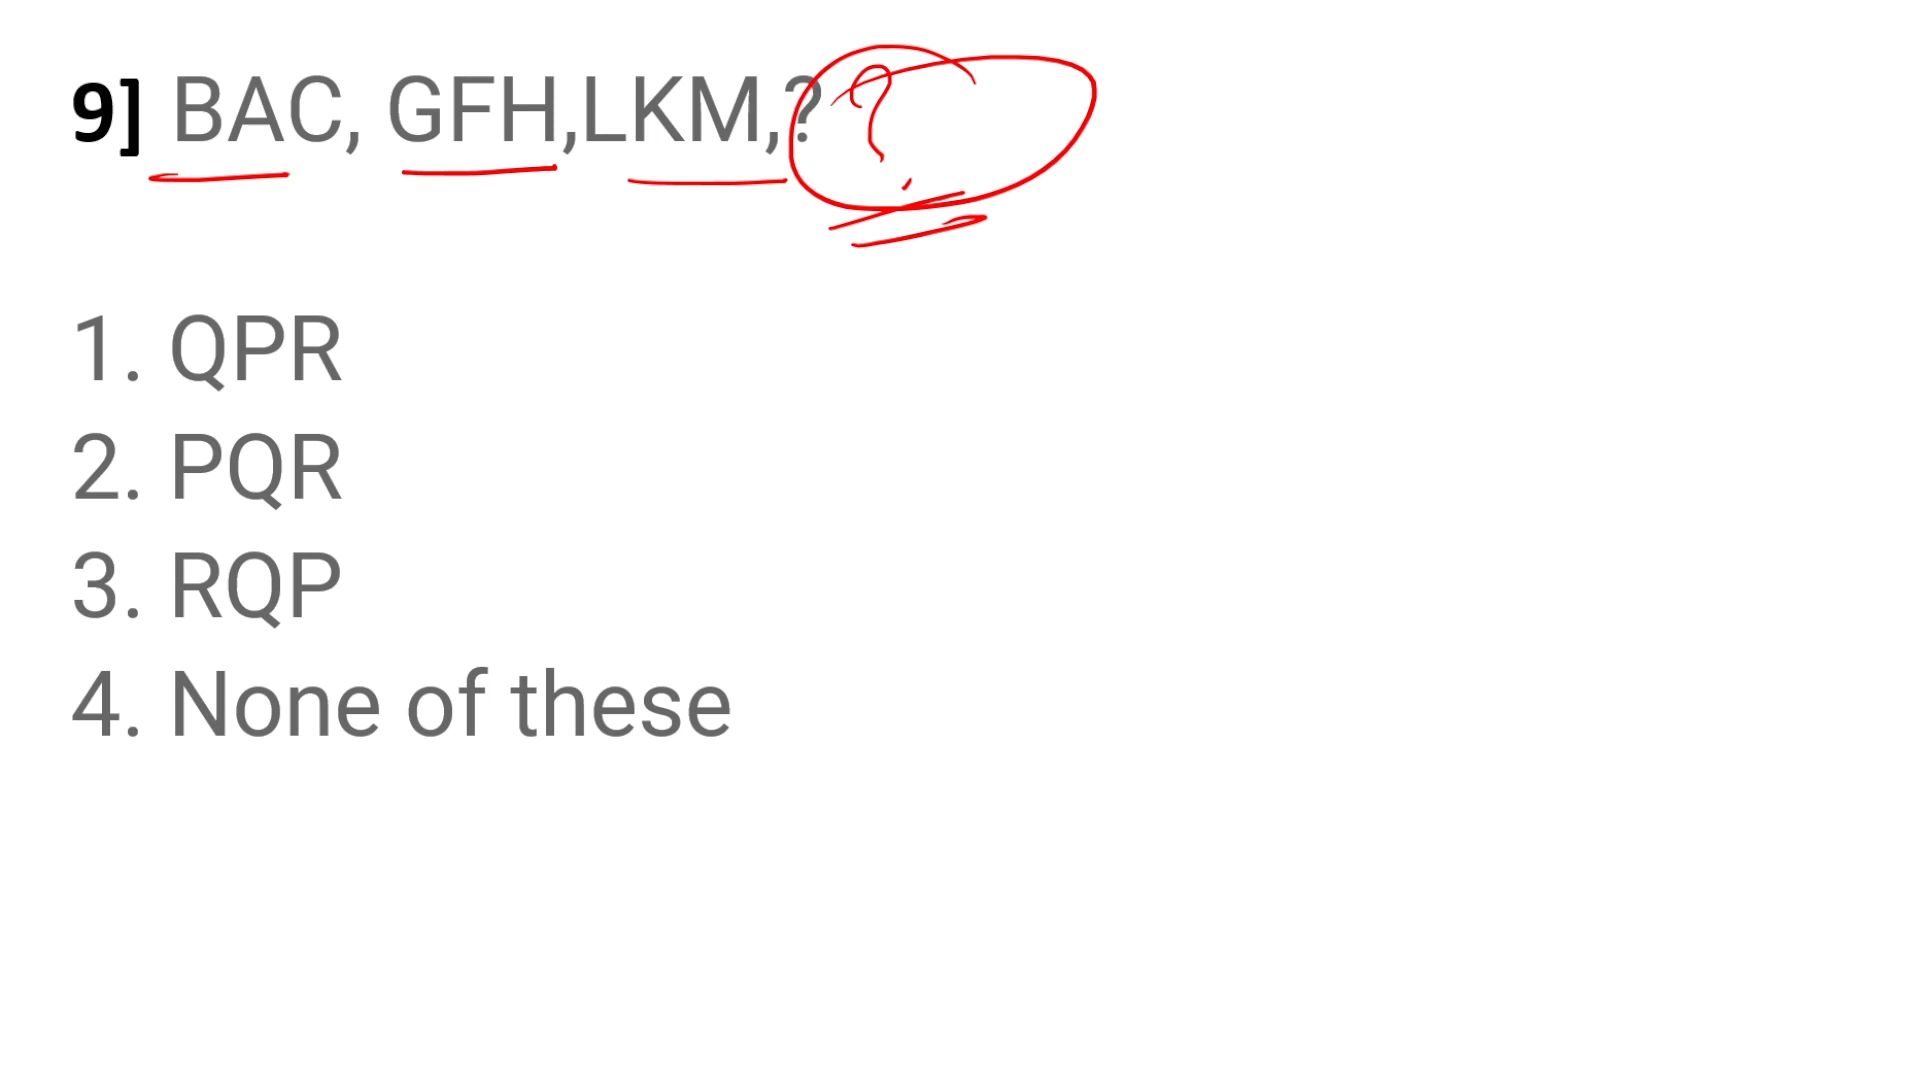 9] BAC, GFH,LKM,? ?
1. QPR
2. PQR
3. RQP
4. None of these